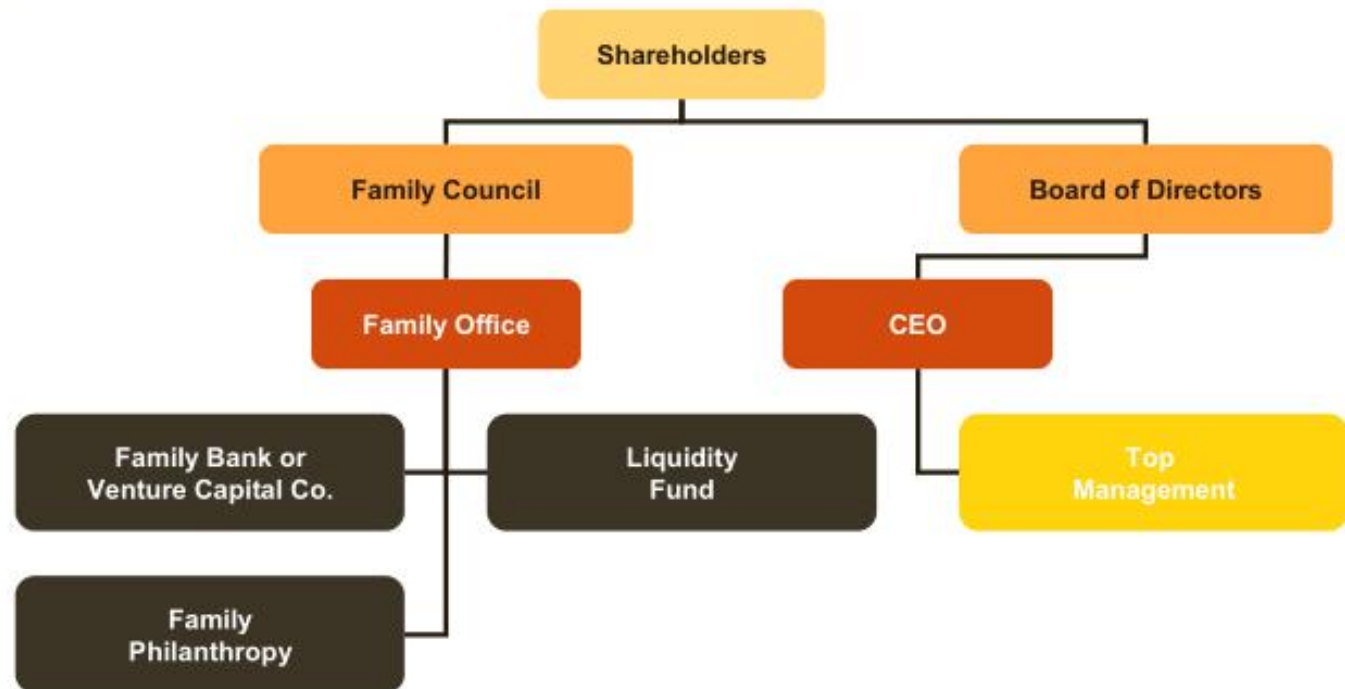 Shareholders
Family Council
Board of Directors
Family Office
CEO
Family Bank or
Venture Capital Co.
Liquidity
Fund
Top
Management
Family
Philanthropy